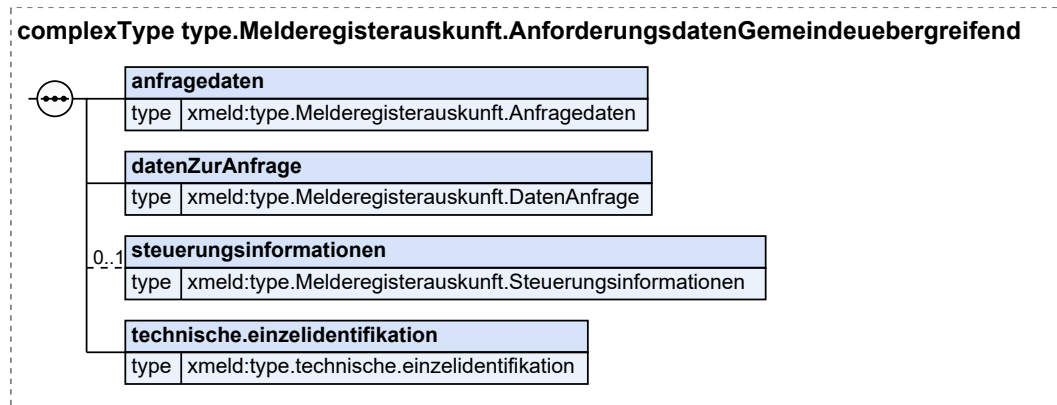 complexType type.Melderegisterauskunft.AnforderungsdatenGemeindeuebergreifend
anfragedaten
type xmeld:type.Melderegisterauskunft.Anfragedaten
datenZurAnfrage
type xmeld:type.Melderegisterauskunft.DatenAnfrage
0..1 steuerungsinformationen
type xmeld:type.Melderegisterauskunft.Steuerungsinformationen
technische.einzelidentifikation
type xmeld:type.technische.einzelidentifikation